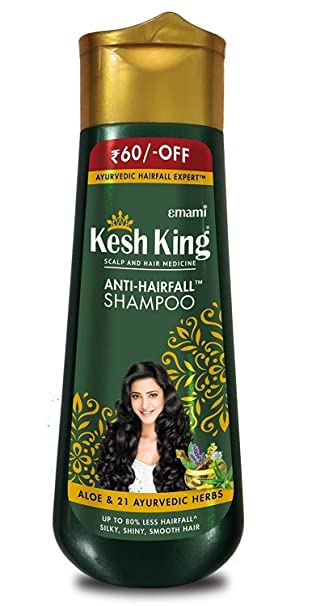 ₹60/-OFF
AYURVEDIC HAIRFALL EXPERT™
emami
Kesh King
SCALP AND HAIR MEDICINE
ANTI-HAIRFALL™
SHAMPOO
ALOE & 21 AYURVEDIC HERBS
UP TO 80% LESS HAIRFALL^
SILKY, SHINY, SMOOTH HAIR